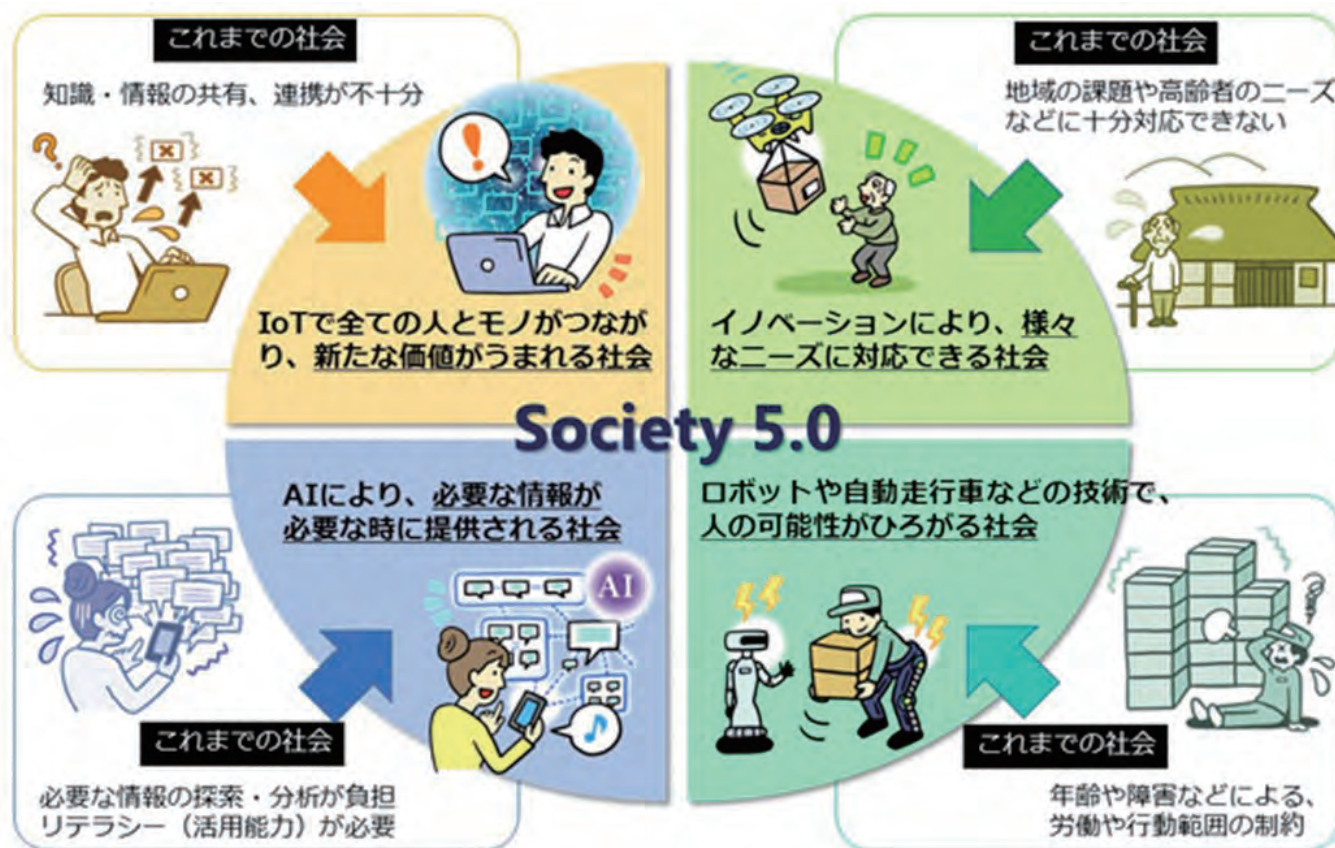 これまでの社会
知識・情報の共有、連携が不十分
IoTで全ての人とモノがつなが
り、新たな価値がうまれる社会
これまでの社会
地域の課題や高齢者のニーズ
などに十分対応できない
イノベーションにより、様々
なニーズに対応できる社会
Society 5.0
AIにより、必要な情報が
必要な時に提供される社会
AI
これまでの社会
必要な情報の探索・分析が負担
リテラシー（活用能力）が必要
ロボットや自動走行車などの技術で、
人の可能性がひろがる社会
これまでの社会
年齢や障害などによる、
労働や行動範囲の制約